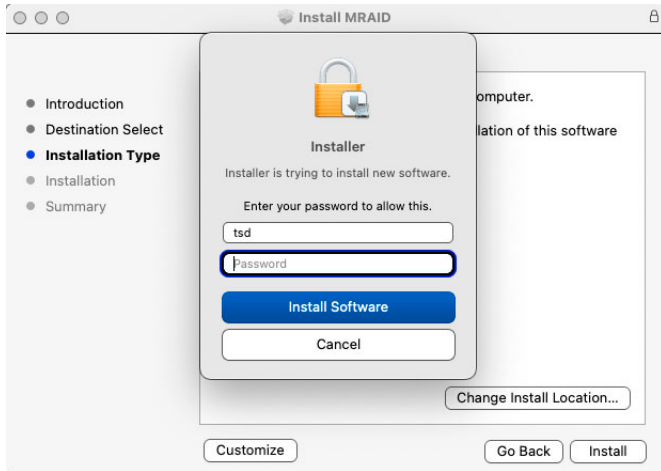 Install MRAID
Introduction
Destination Select
Installation Type
Installation
Summary
omputer.
lation of this software
Installer
Installer is trying to install new software.
Enter your password to allow this.
tsd
Password
Install Software
Cancel
Change Install Location...
Customize
Go Back
Install